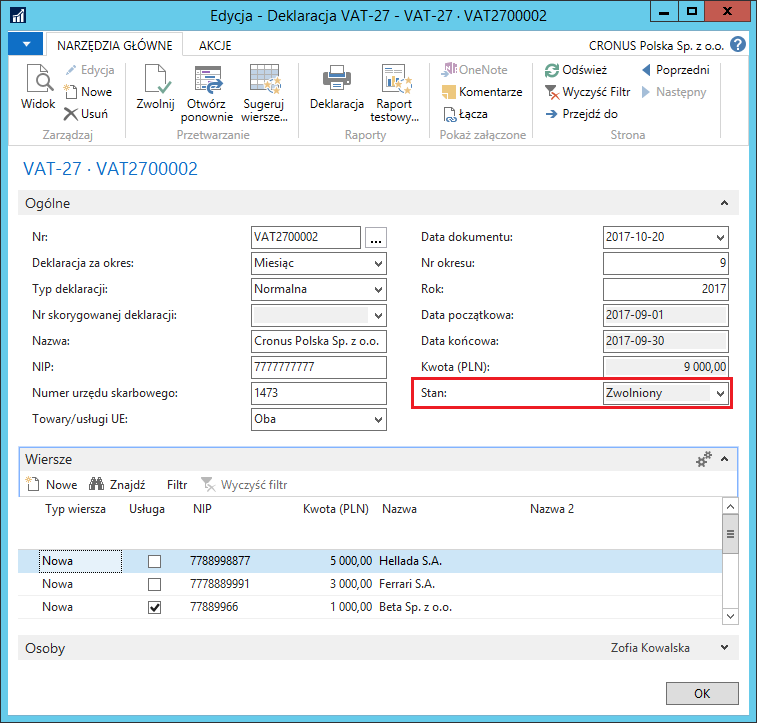 Edycja - Deklaracja VAT-27 - VAT-27 · VAT2700002
NARZĘDZIA GŁÓWNE AKCJE CRONUS Polska Sp. z o.o. ?
Widok Edycja Nowe Usuń
Zarządzaj
Zwolnij Otwórz ponownie Sugeruj wiersze...
Przetwarzanie
Deklaracja Raport testowy...
Raporty
OneNote Komentarze Łącza
Pokaż załączone
Odśwież Wyczyść Filtr Przejdź do Poprzedni Następny
Strona
VAT-27 · VAT2700002
Ogólne
Nr: VAT2700002 ...
Deklaracja za okres: Miesiąc
Typ deklaracji: Normalna
Nr skorygowanej deklaracji:
Nazwa: Cronus Polska Sp. z o.o.
NIP: 7777777777
Numer urzędu skarbowego: 1473
Towary/usługi UE: Oba
Data dokumentu: 2017-10-20
Nr okresu: 9
Rok: 2017
Data początkowa: 2017-09-01
Data końcowa: 2017-09-30
Kwota (PLN): 9 000,00
Stan: Zwolniony
Wiersze
Nowe Znajdź Filtr Wyczyść filtr
Typ wiersza Usługa NIP Kwota (PLN) Nazwa Nazwa 2
Nowa 7788998877 5 000,00 Hellada S.A.
Nowa 7778889991 3 000,00 Ferrari S.A.
Nowa 77889966 1 000,00 Beta Sp. z o.o.
Osoby Zofia Kowalska
OK